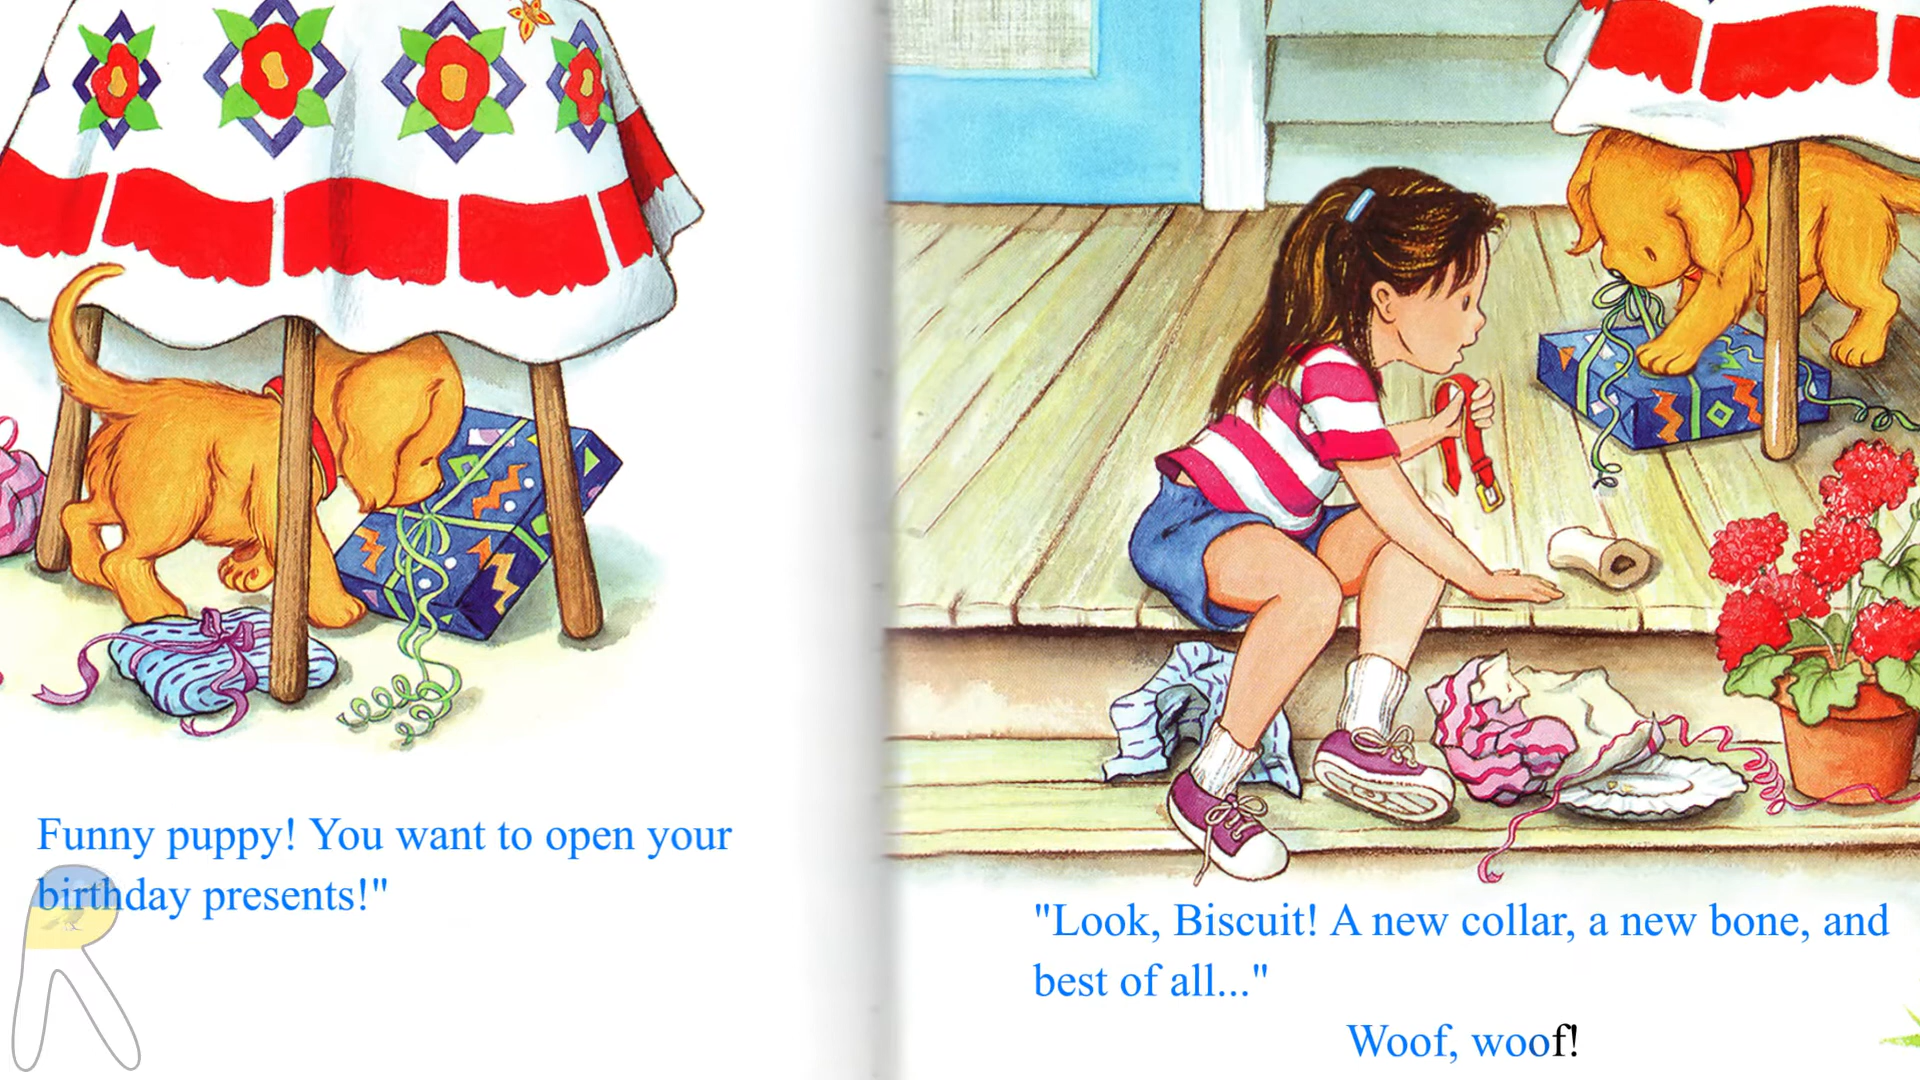 Funny puppy! You want to open your
birthday presents!"
"Look, Biscuit! A new collar, a new bone, and
best of all..."
Woof, woof!